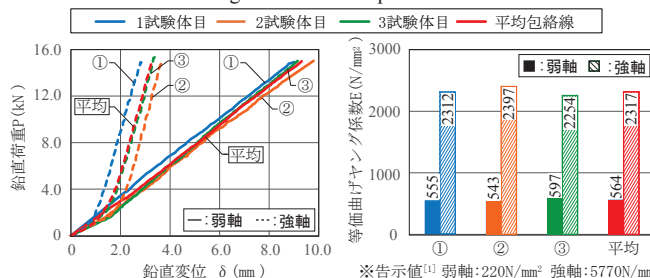 1試験体目 2試験体目 3試験体目 平均包絡線
鉛直荷重P(kN)
16.0
12.0
8.0
4.0
0
0 2.0 4.0 6.0 8.0 10.0
鉛直変位 δ(mm)
①
③
②
平均
①
③
②
平均
―:弱軸 ----:強軸
等価曲げヤング係数E(N/mm²)
3000
2000
1000
0
■:弱軸 :強軸
555 2312
543 2397
597 2254
564 2317
① ② ③ 平均
※告示値[1] 弱軸:220N/mm² 強軸:5770N/mm